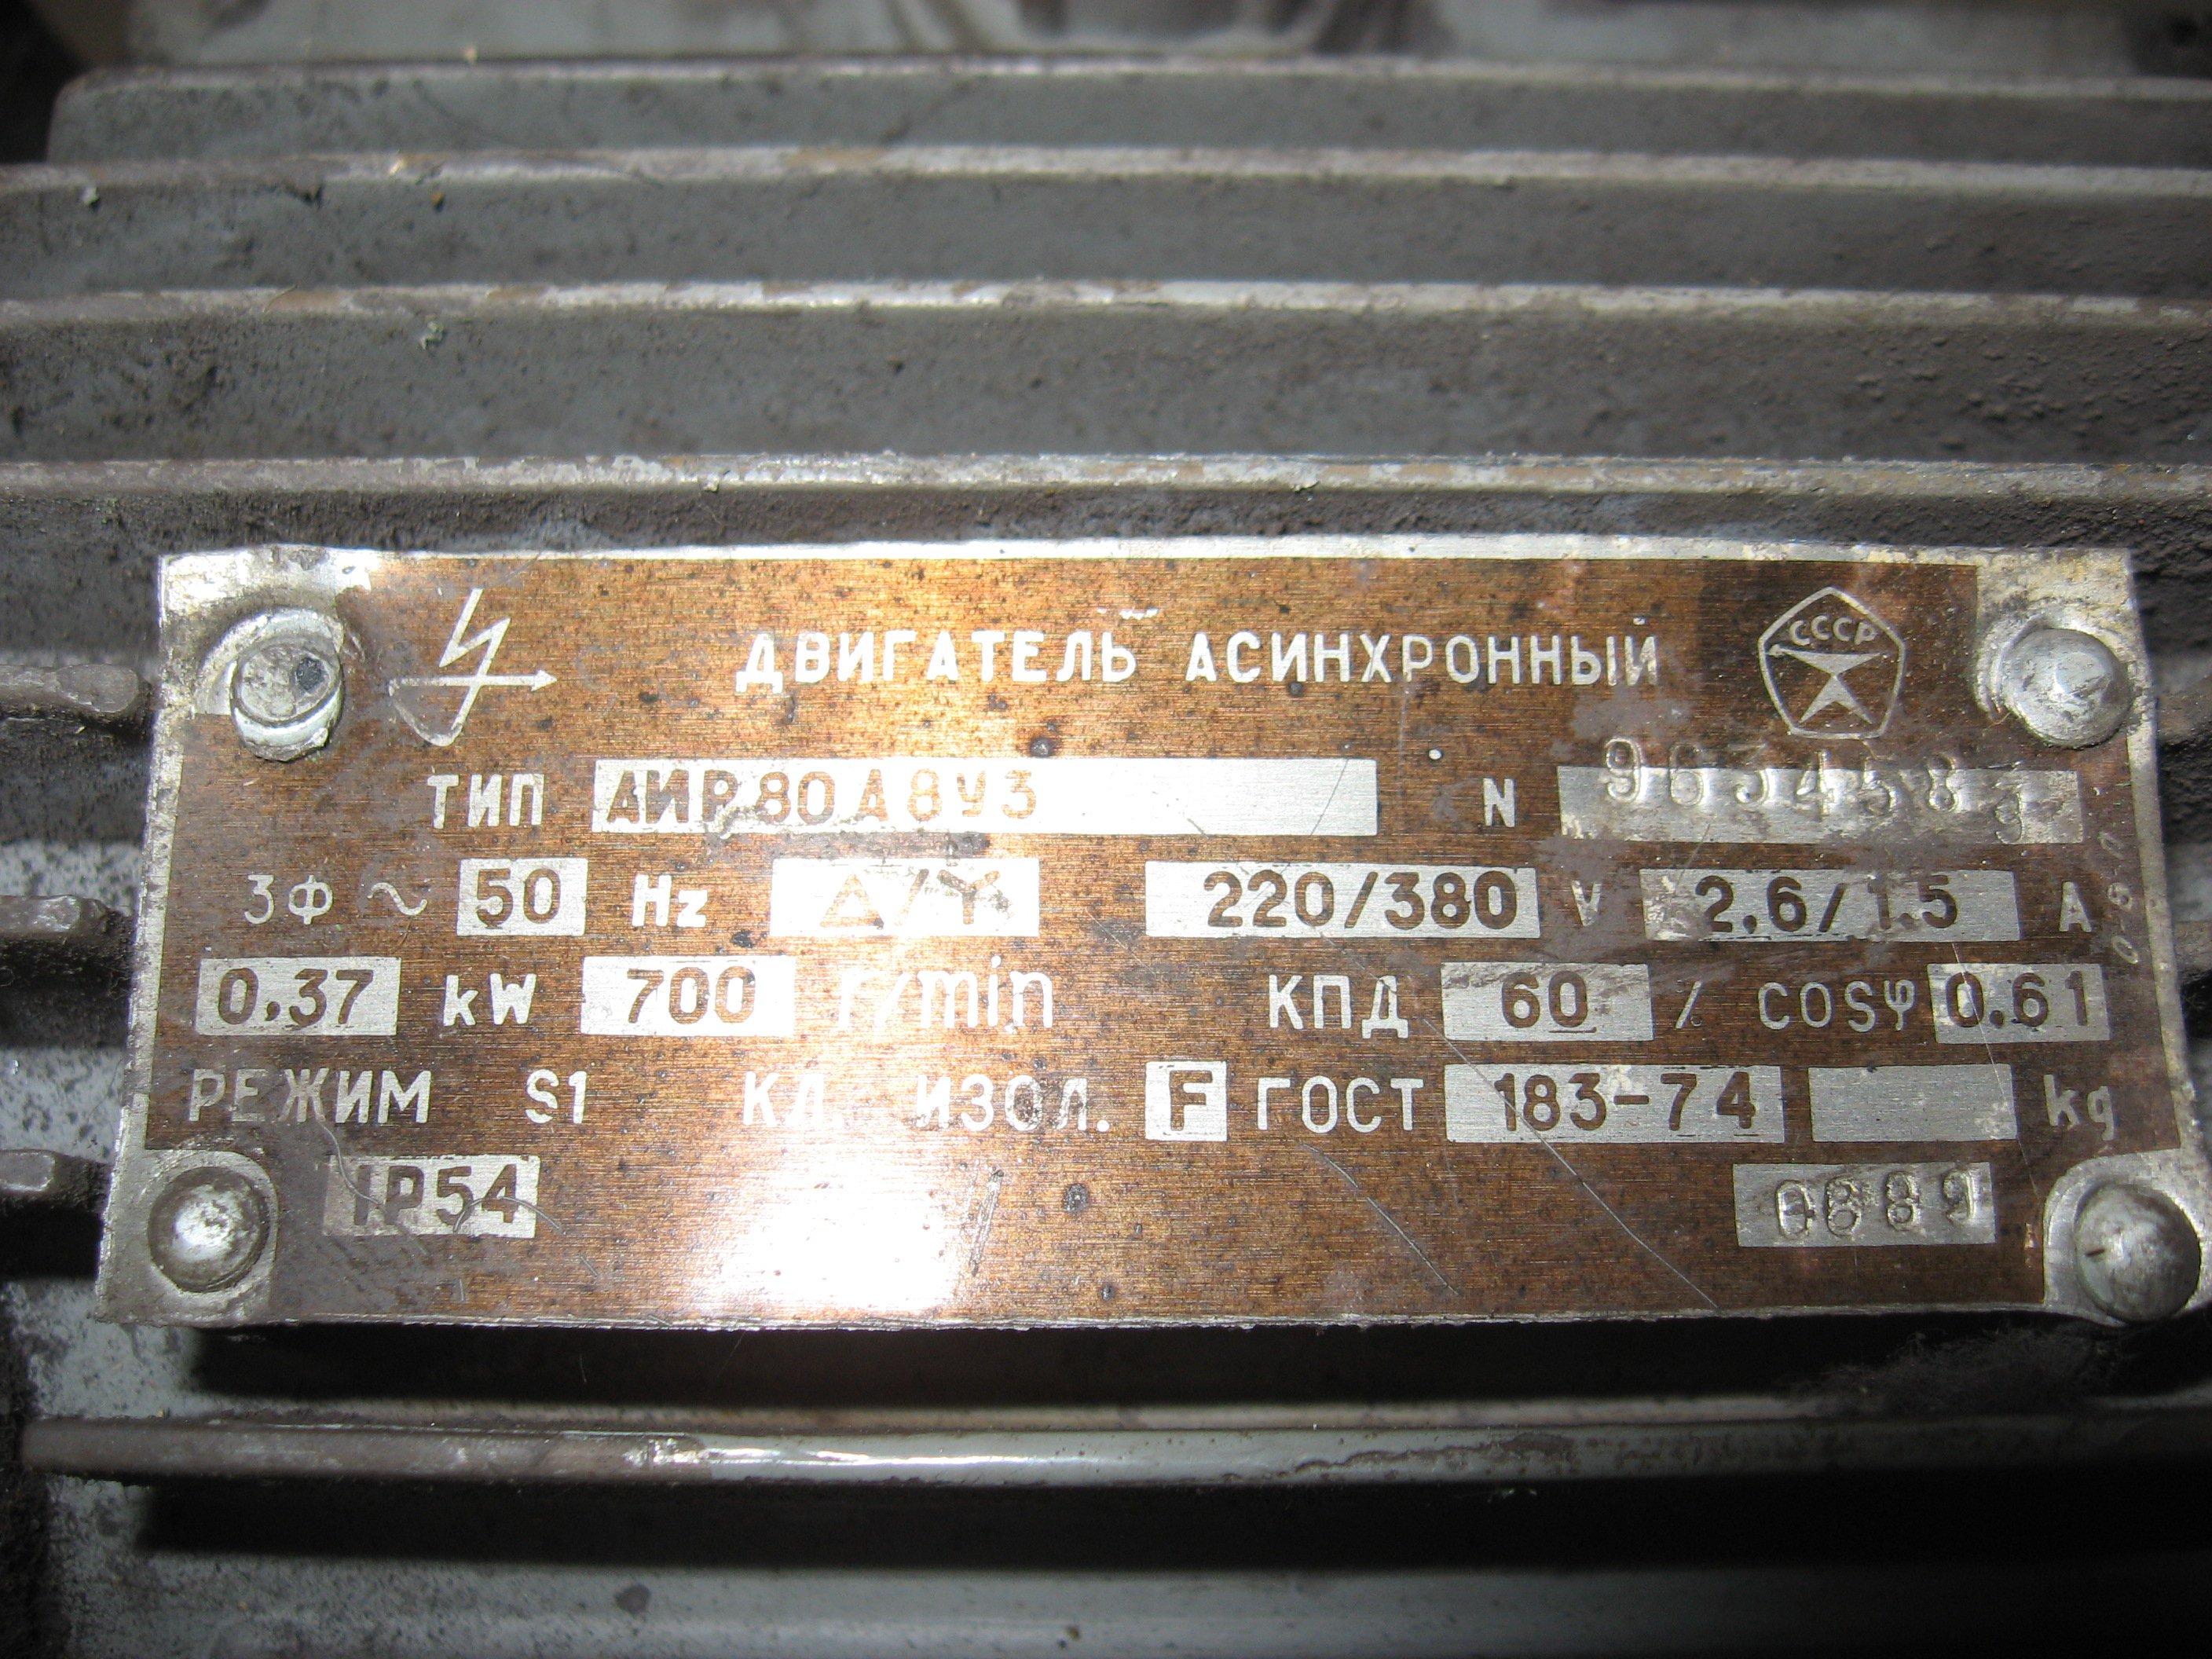 ДВИГАТЕЛЬ АСИНХРОННЫЙ СССР
ТИП АИР80А8У3 N 9634583
3Ф ~ 50 Hz △/Y 220/380 V 2.6/1.5 A
0.37 kW 700 r/min КПД 60 % COSφ 0.61
РЕЖИМ S1 КЛ. ИЗОЛ. F ГОСТ 183-74 kg
IP54 0889